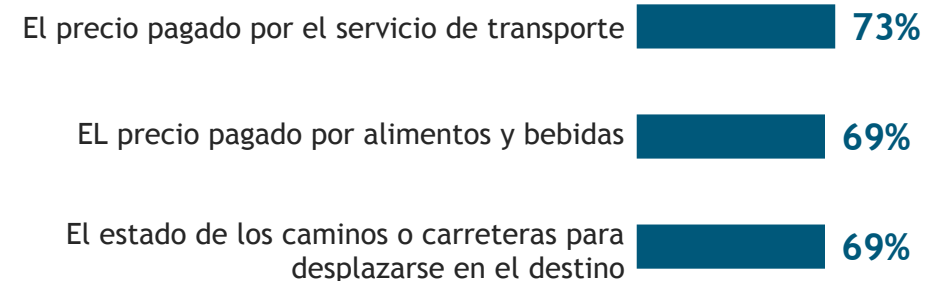 El precio pagado por el servicio de transporte 73%
EL precio pagado por alimentos y bebidas 69%
El estado de los caminos o carreteras para
desplazarse en el destino 69%